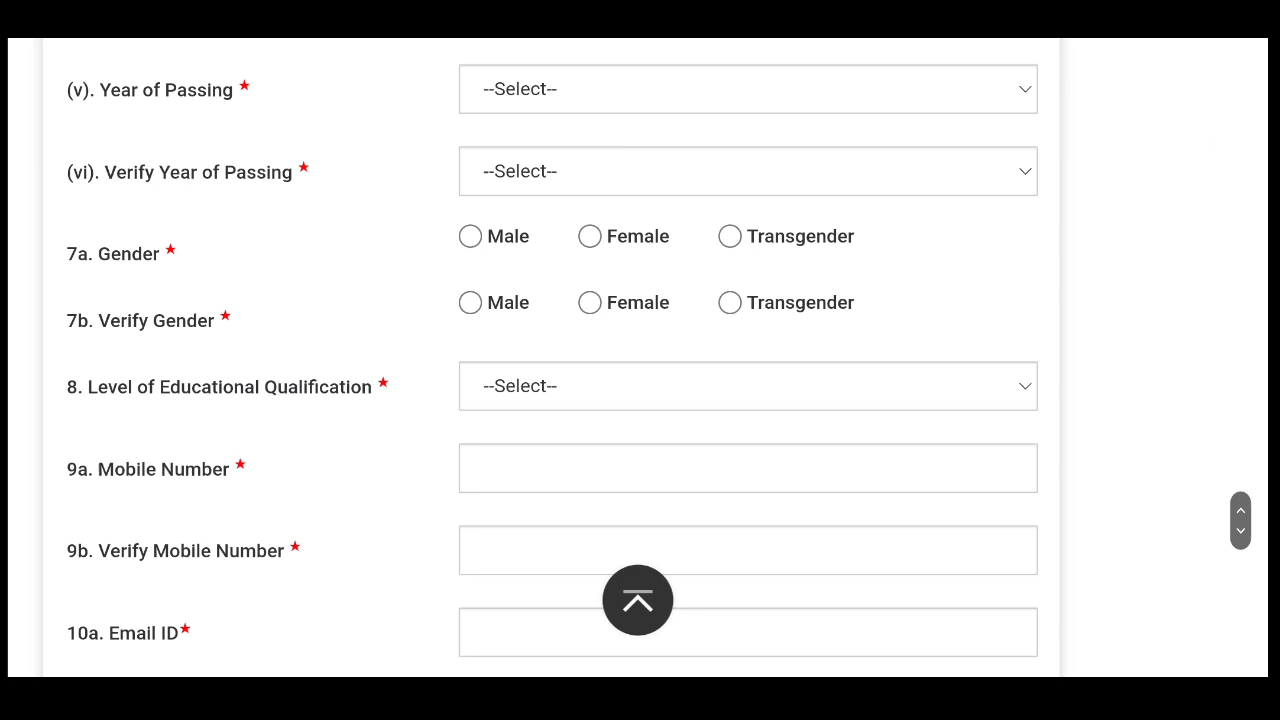 (v). Year of Passing ★ --Select--
(vi). Verify Year of Passing ★ --Select--
7a. Gender ★ Male Female Transgender
7b. Verify Gender ★ Male Female Transgender
8. Level of Educational Qualification ★ --Select--
9a. Mobile Number ★
9b. Verify Mobile Number ★
10a. Email ID★